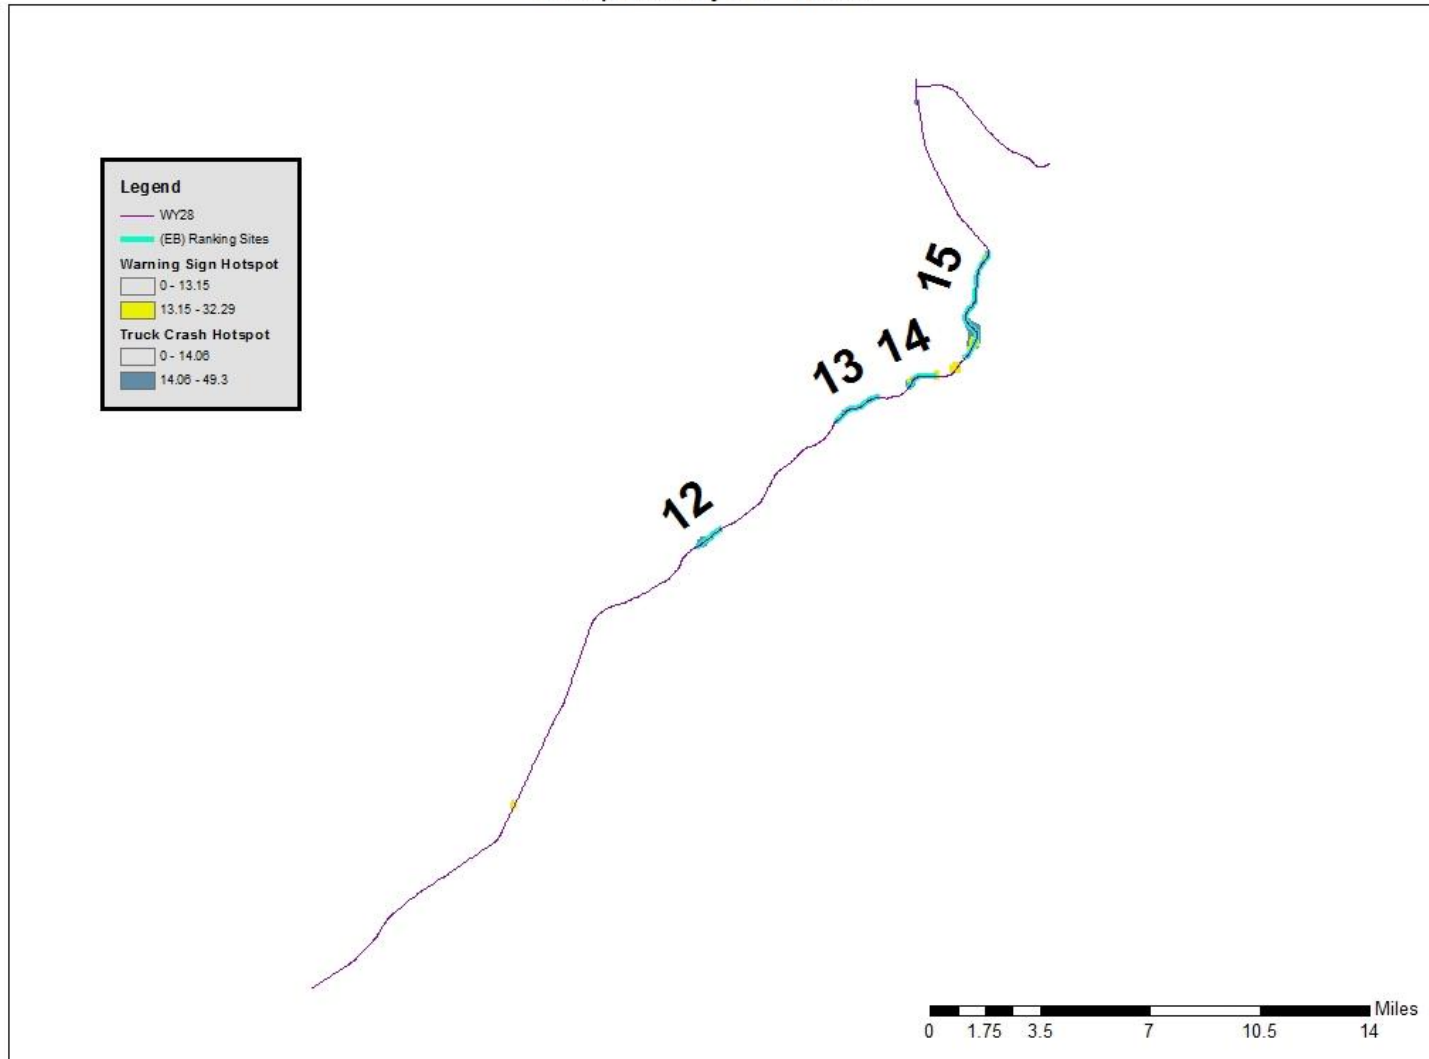 Legend
WY28
(EB) Ranking Sites
Warning Sign Hotspot
0 - 13.15
13.15 - 32.29
Truck Crash Hotspot
0 - 14.06
14.06 - 49.3
15
14
13
12
Miles
0 1.75 3.5 7 10.5 14